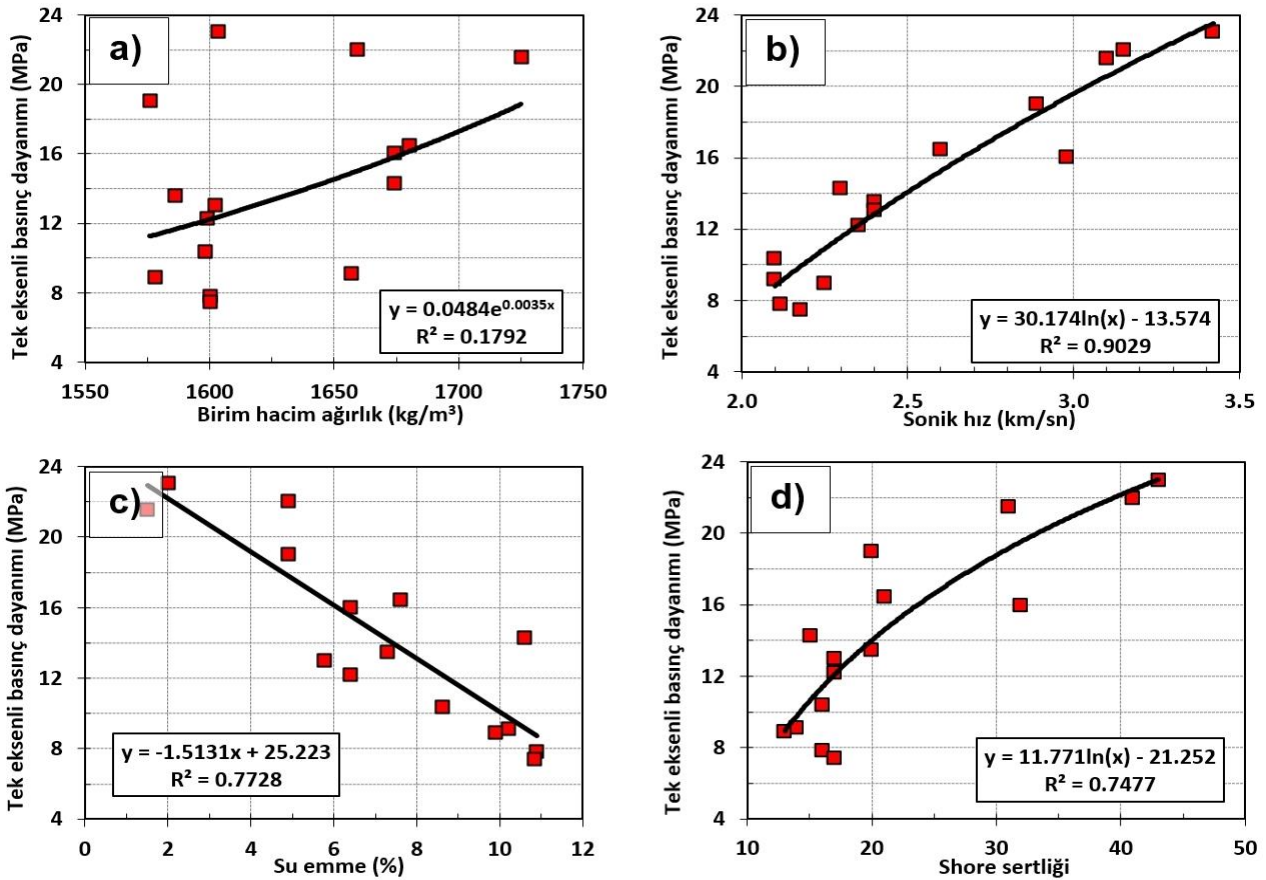 a)
Tek eksenli basınç dayanımı (MPa)
24
20
16
12
8
4
y = 0.0484e^0.0035x
R² = 0.1792
1550 1600 1650 1700 1750
Birim hacim ağırlık (kg/m³)
b)
Tek eksenli basınç dayanımı (MPa)
24
20
16
12
8
4
y = 30.174ln(x) - 13.574
R² = 0.9029
2.0 2.5 3.0 3.5
Sonik hız (km/sn)
c)
Tek eksenli basınç dayanımı (MPa)
24
20
16
12
8
4
y = -1.5131x + 25.223
R² = 0.7728
0 2 4 6 8 10 12
Su emme (%)
d)
Tek eksenli basınç dayanımı (MPa)
24
20
16
12
8
4
y = 11.771ln(x) - 21.252
R² = 0.7477
10 20 30 40 50
Shore sertliği